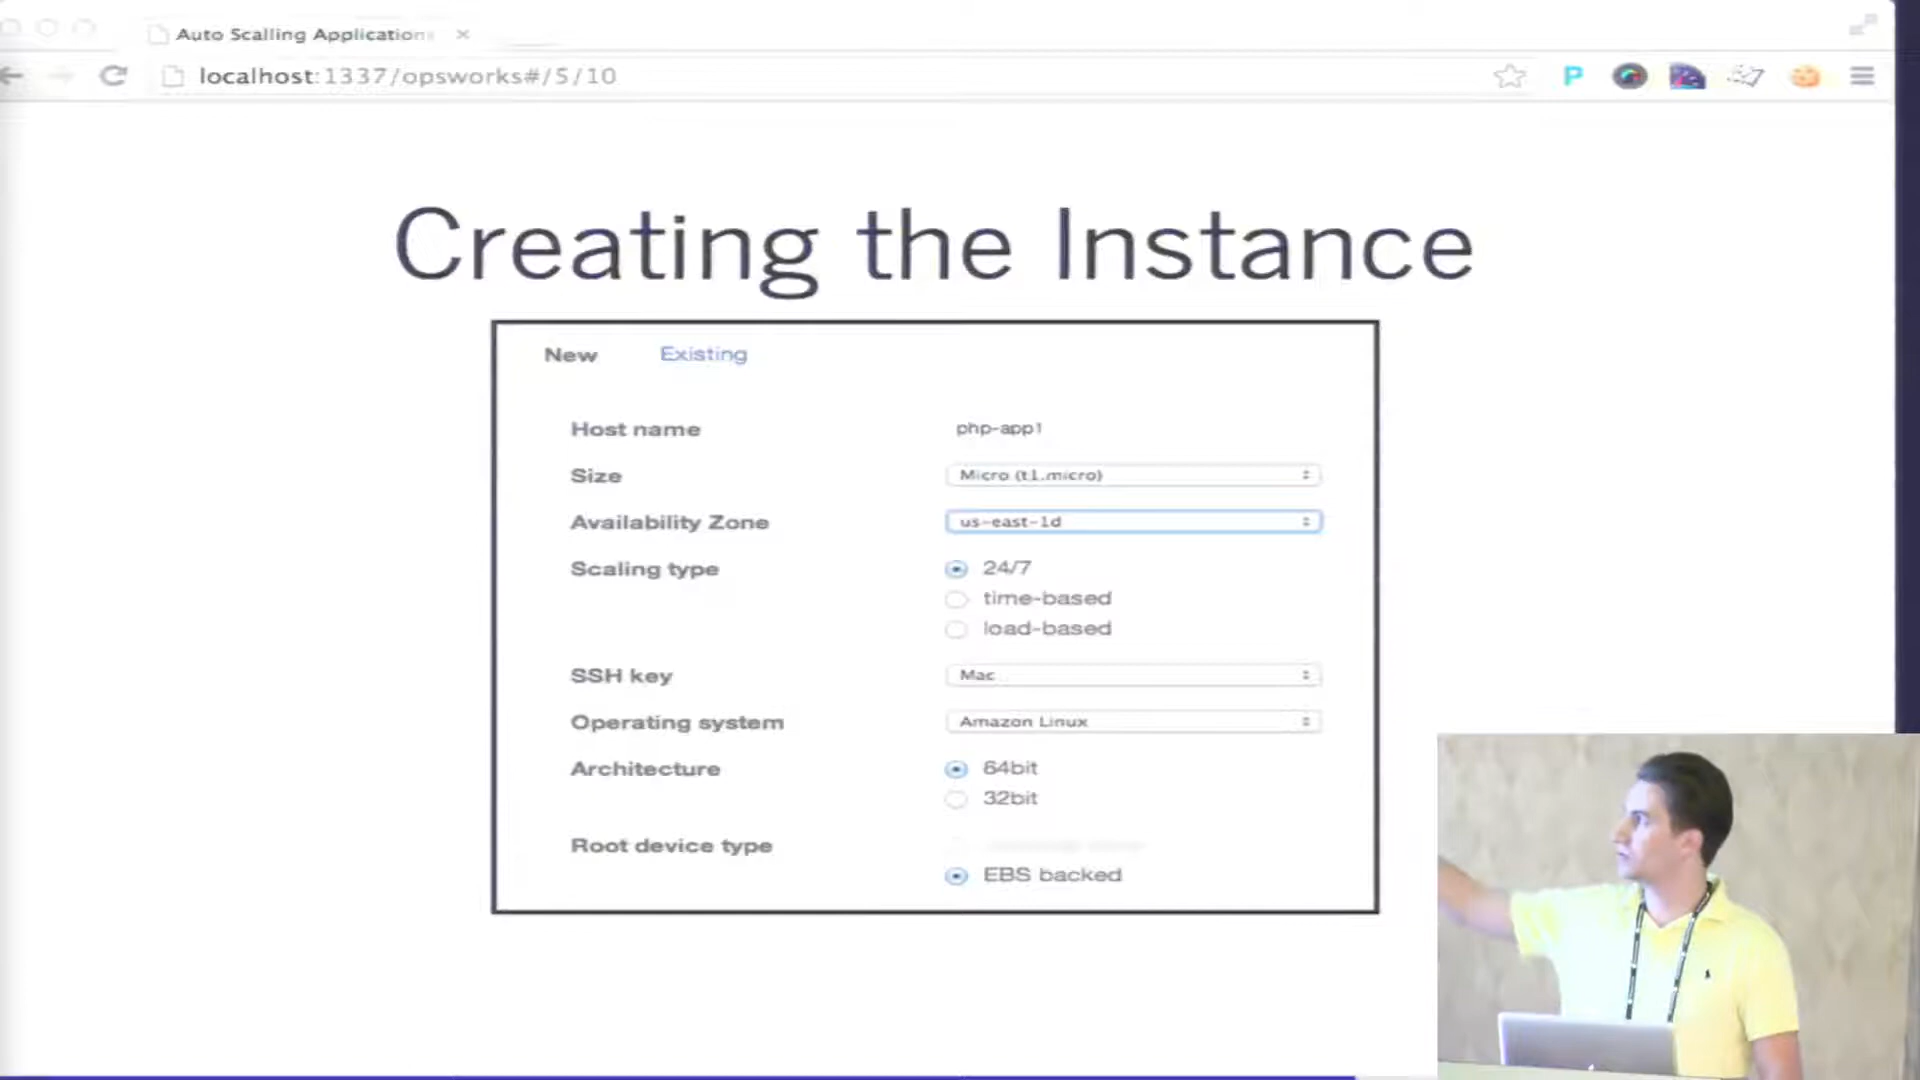 Auto Scalling Application
localhost:1337/opsworks#/5/10
P
Creating the Instance
New Existing
Host name php-app1
Size Micro (t1.micro)
Availability Zone us-east-1d
Scaling type 24/7
time-based
load-based
SSH key Mac
Operating system Amazon Linux
Architecture 64bit
32bit
Root device type
EBS backed